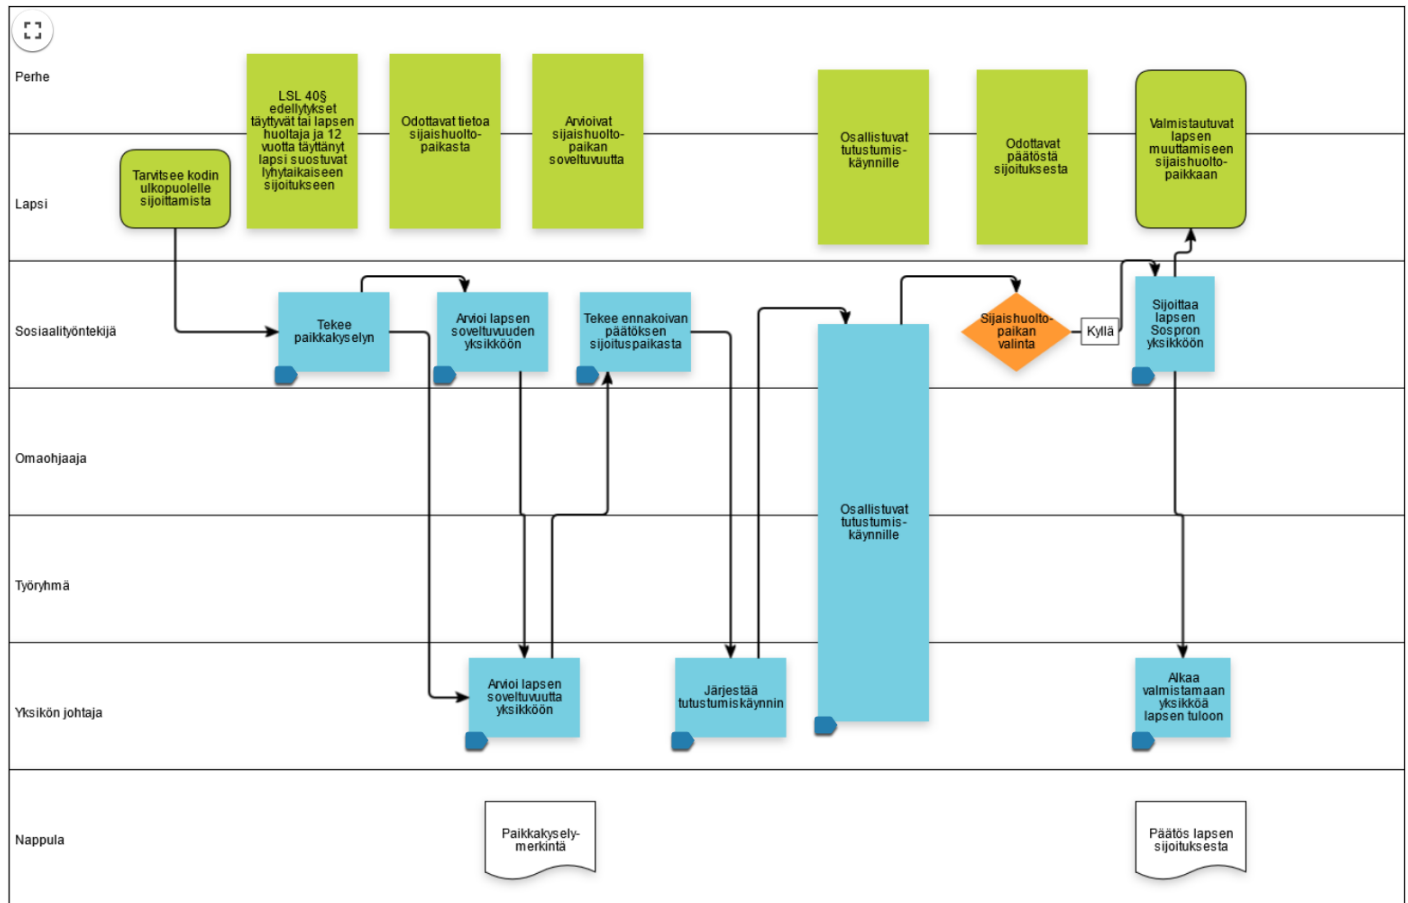 Perhe
LSL 40§
edellytykset
täyttyvät tai lapsen
huoltaja ja 12
vuotta täyttänyt
lapsi suostuvat
lyhytaikaiseen
sijoitukseen
Odottavat tietoa
sijaishuolto-
paikasta
Arvioivat
sijaishuolto-
paikan
soveltuvuutta
Osallistuvat
tutustumis-
käynnille
Odottavat
päätöstä
sijoituksesta
Valmistautuvat
lapsen
muuttamiseen
sijaishuolto-
paikkaan
Lapsi
Tarvitsee kodin
ulkopuolelle
sijoittamista
Sosiaalityöntekijä
Tekee
paikkakyselyn
Arvioi lapsen
soveltuvuuden
yksikköön
Tekee ennakoivan
päätöksen
sijoituspaikasta
Sijaishuolto-
paikan
valinta
Kyllä
Sijoittaa
lapsen
Sospron
yksikköön
Omaohjaaja
Osallistuvat
tutustumis-
käynnille
Työryhmä
Yksikön johtaja
Arvioi lapsen
soveltuvuutta
yksikköön
Järjestää
tutustumiskäynnin
Alkaa
valmistamaan
yksikköä
lapsen tuloon
Nappula
Paikkakysely-
merkintä
Päätös lapsen
sijoituksesta